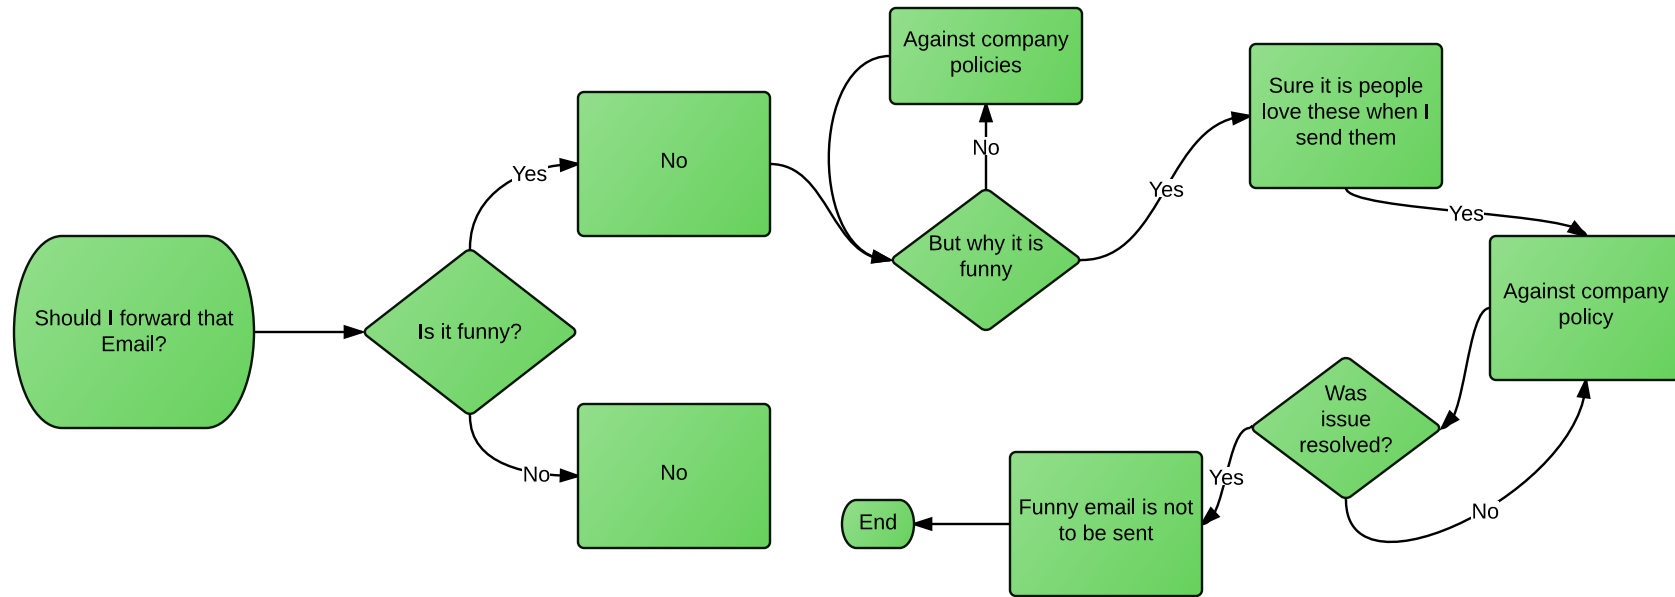 Should I forward that
Email?
Is it funny?
Yes
No
No
No
Against company
policies
No
But why it is
funny
Yes
Sure it is people
love these when I
send them
Yes
Against company
policy
Was
issue
resolved?
No
Yes
Funny email is not
to be sent
End